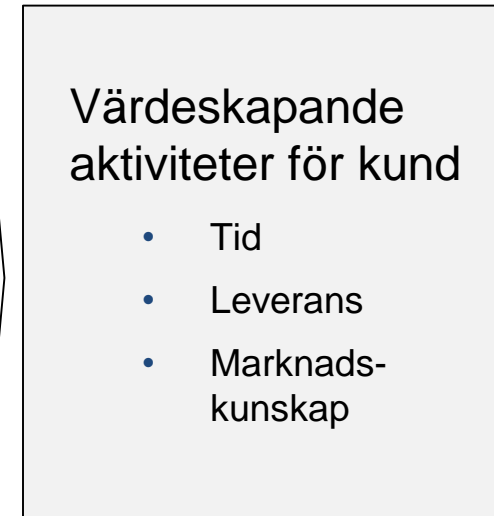 Värdeskapande
aktiviteter för kund
• Tid
• Leverans
• Marknads-
kunskap